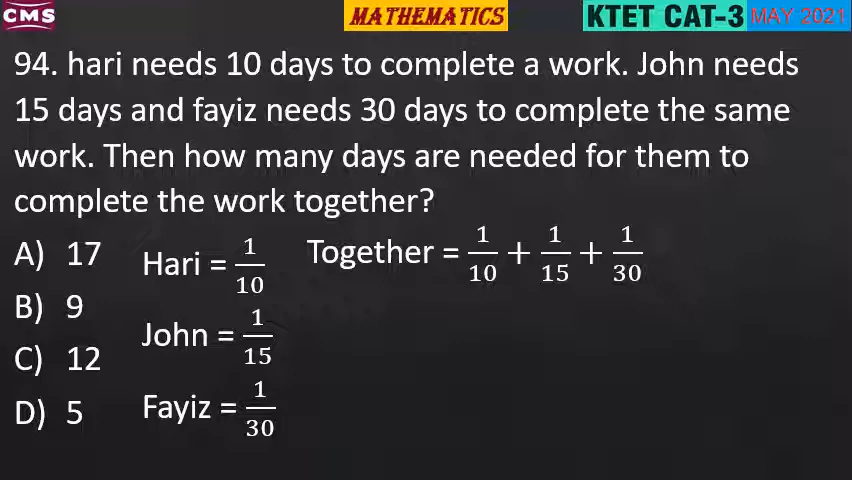 CMS
MATHEMATICS
KTET CAT-3
MAY 2021
94. hari needs 10 days to complete a work. John needs
15 days and fayiz needs 30 days to complete the same
work. Then how many days are needed for them to
complete the work together?
A) 17
B) 9
C) 12
D) 5
Hari = 1/10
John = 1/15
Fayiz = 1/30
Together = 1/10 + 1/15 + 1/30